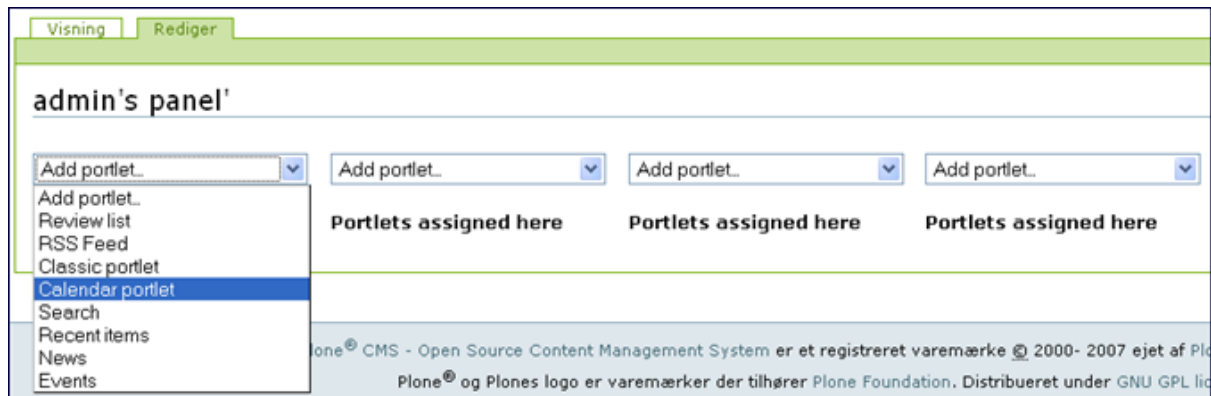 Visning Rediger
admin's panel'
Add portlet... Add portlet... Add portlet... Add portlet...
Add portlet...
Review list
Portlets assigned here Portlets assigned here Portlets assigned here
RSS Feed
Classic portlet
Calendar portlet
Search
Recent items
News
Events
CMS - Open Source Content Management System er et registreret varemærke © 2000- 2007 ejet af
Plone® og Plones logo er varemærker der tilhører Plone Foundation. Distribueret under GNU GPL